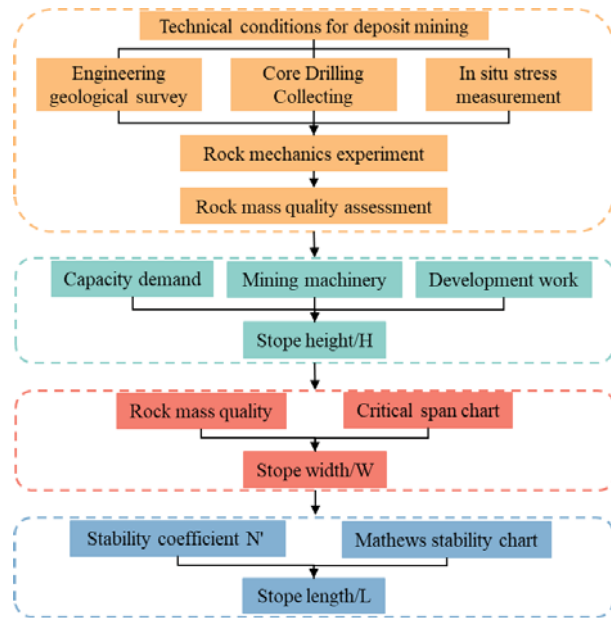 Technical conditions for deposit mining
Engineering
geological survey
Core Drilling
Collecting
In situ stress
measurement
Rock mechanics experiment
Rock mass quality assessment
Capacity demand
Mining machinery
Development work
Stope height/H
Rock mass quality
Critical span chart
Stope width/W
Stability coefficient N'
Mathews stability chart
Stope length/L